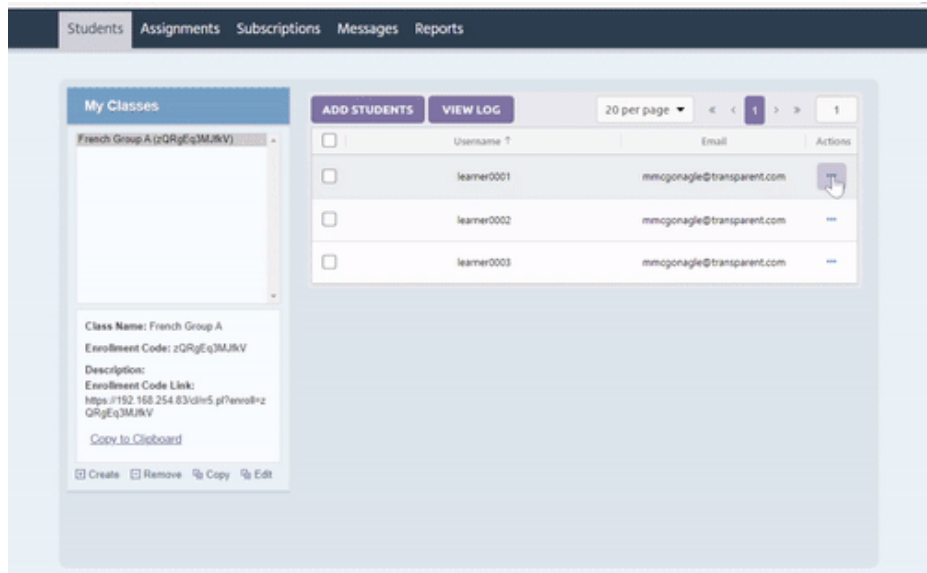 Students Assignments Subscriptions Messages Reports
My Classes
French Group A (zQRgEq3MJfkV)
Class Name: French Group A
Enrollment Code: zQRgEq3MJfkV
Description:
Enrollment Code Link:
https://192.168.254.83/cl/n5.pl?enroll=z
QRgEq3MJfkV
Copy to Clipboard
Create Remove Copy Edit
ADD STUDENTS VIEW LOG 20 per page « < 1 > » 1
Username ↑ Email Actions
learner0001 mmcgonagle@transparent.com ...
learner0002 mmcgonagle@transparent.com ...
learner0003 mmcgonagle@transparent.com ...